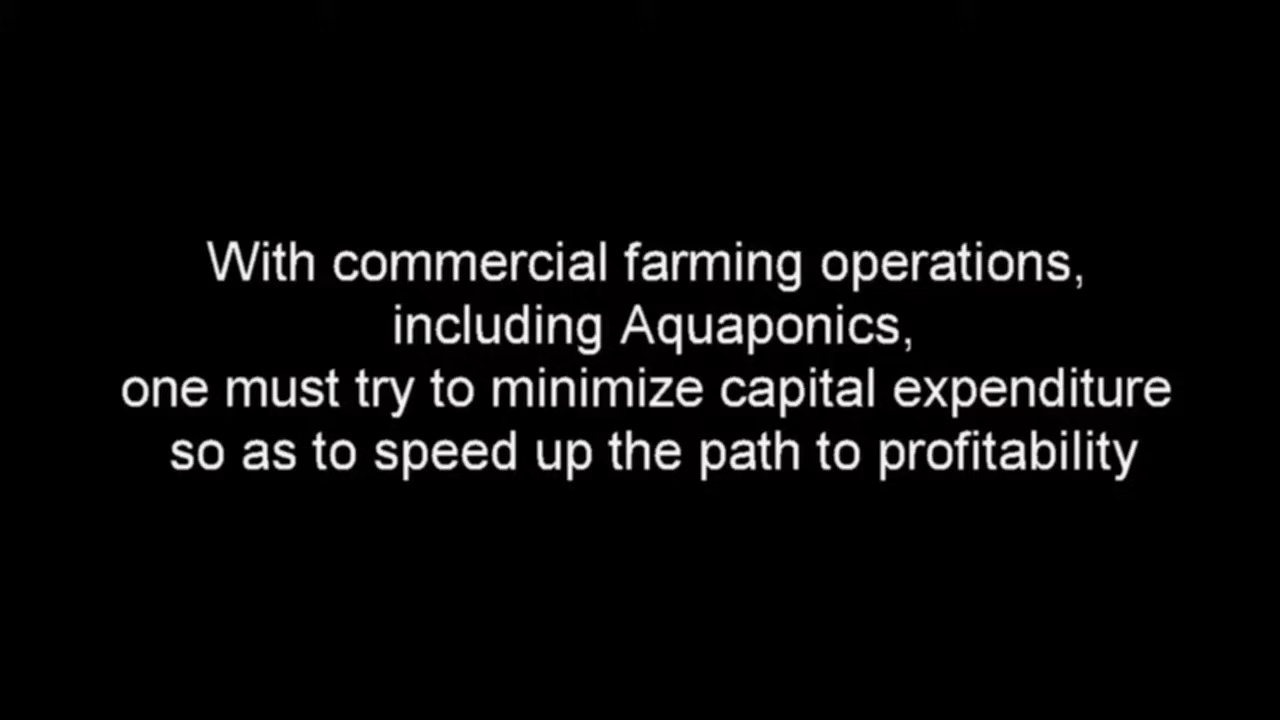 With commercial farming operations,
including Aquaponics,
one must try to minimize capital expenditure
so as to speed up the path to profitability